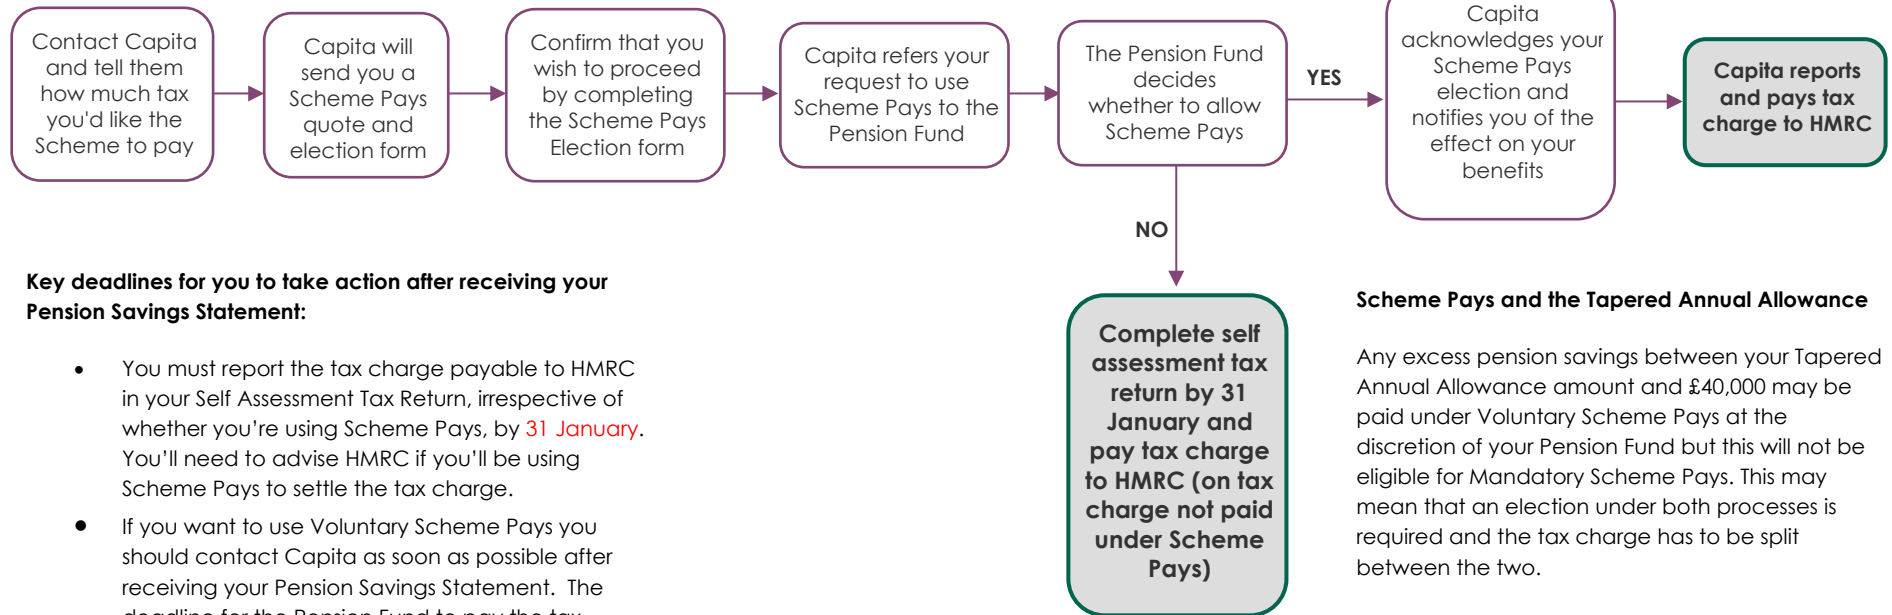 Contact Capita
and tell them
how much tax
you'd like the
Scheme to pay
Capita will
send you a
Scheme Pays
quote and
election form
Confirm that you
wish to proceed
by completing
the Scheme Pays
Election form
Capita refers your
request to use
Scheme Pays to the
Pension Fund
The Pension Fund
decides
whether to allow
Scheme Pays
YES
Capita
acknowledges your
Scheme Pays
election and
notifies you of the
effect on your
benefits
Capita reports
and pays tax
charge to HMRC
NO
Complete self
assessment tax
return by 31
January and
pay tax charge
to HMRC (on tax
charge not paid
under Scheme
Pays)
Key deadlines for you to take action after receiving your
Pension Savings Statement:
• You must report the tax charge payable to HMRC
in your Self Assessment Tax Return, irrespective of
whether you’re using Scheme Pays, by 31 January.
You’ll need to advise HMRC if you’ll be using
Scheme Pays to settle the tax charge.
• If you want to use Voluntary Scheme Pays you
should contact Capita as soon as possible after
receiving your Pension Savings Statement. The
deadline for the Pension Fund to pay the tax
Scheme Pays and the Tapered Annual Allowance
Any excess pension savings between your Tapered
Annual Allowance amount and £40,000 may be
paid under Voluntary Scheme Pays at the
discretion of your Pension Fund but this will not be
eligible for Mandatory Scheme Pays. This may
mean that an election under both processes is
required and the tax charge has to be split
between the two.